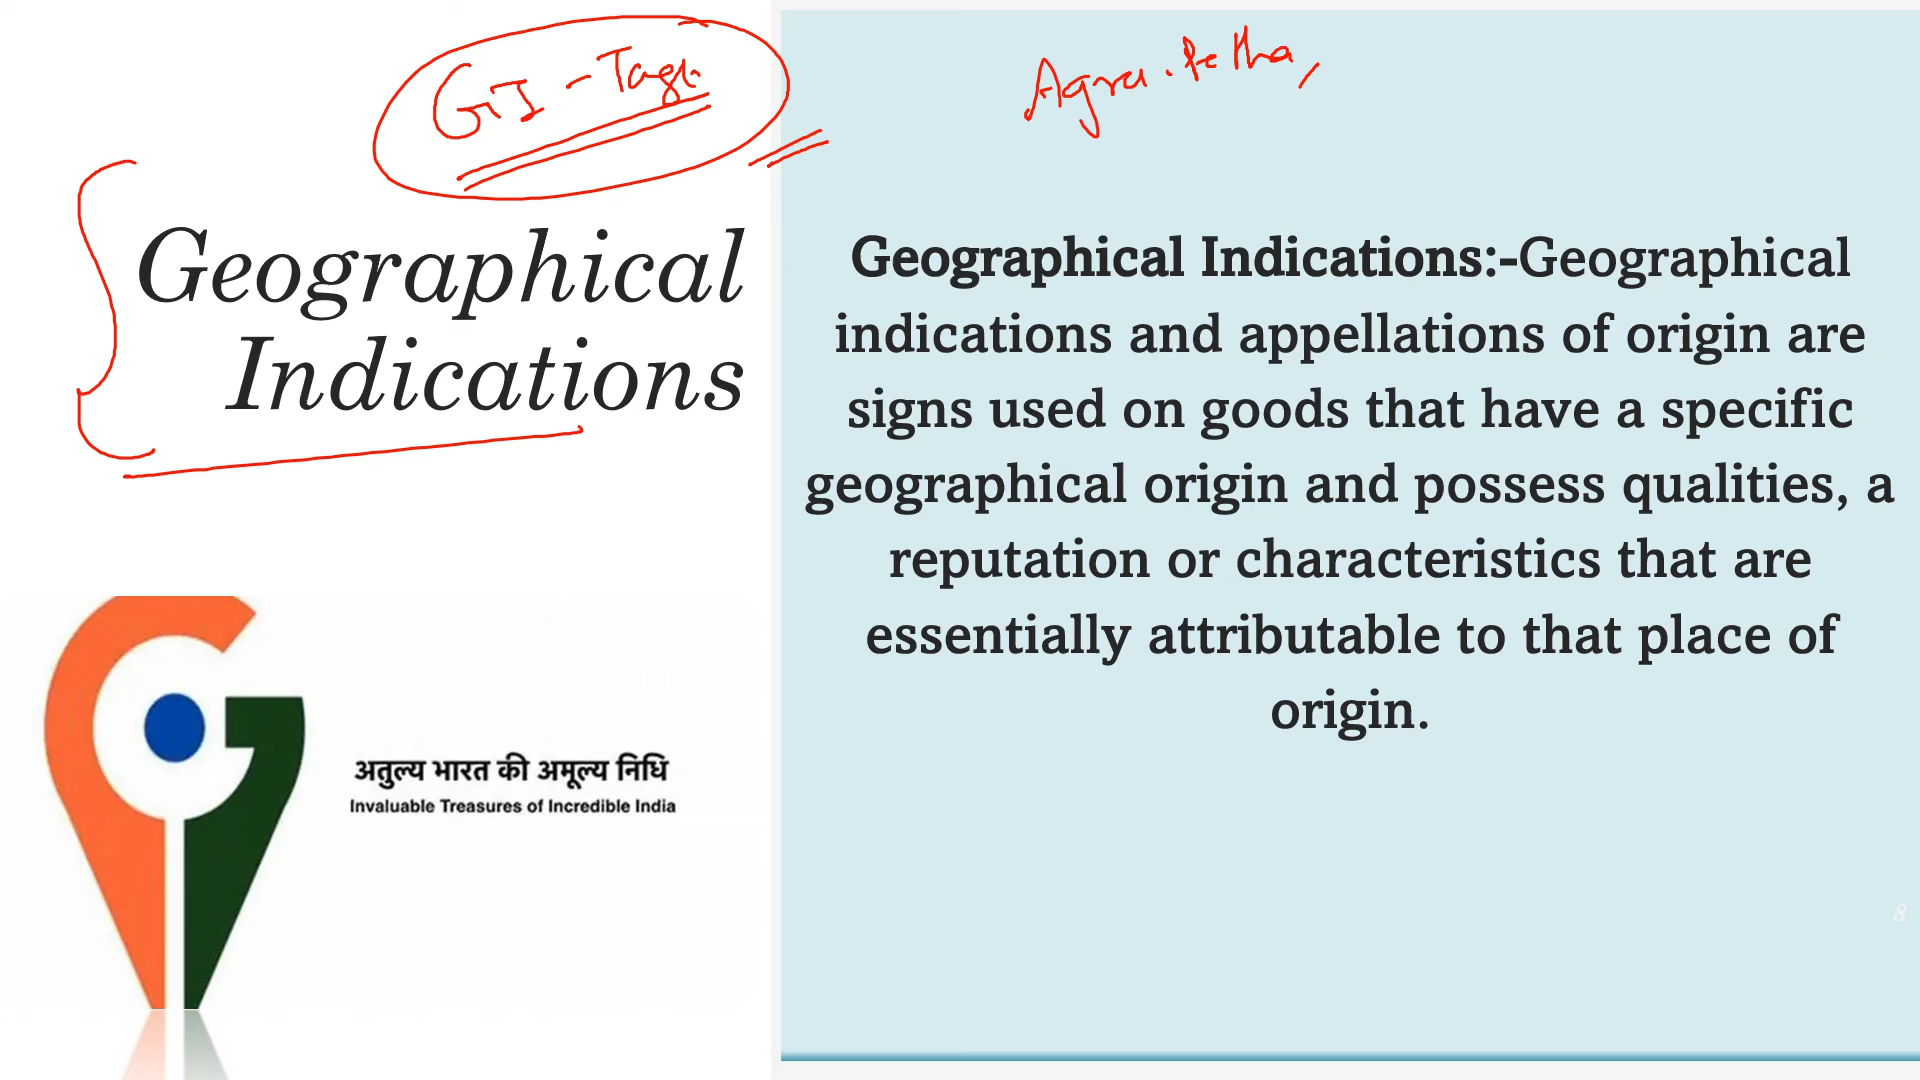 GI - Tags
Agra. Petha,
Geographical
Indications
Geographical Indications:-Geographical
indications and appellations of origin are
signs used on goods that have a specific
geographical origin and possess qualities, a
reputation or characteristics that are
essentially attributable to that place of
origin.
अतुल्य भारत की अमूल्य निधि
Invaluable Treasures of Incredible India
8